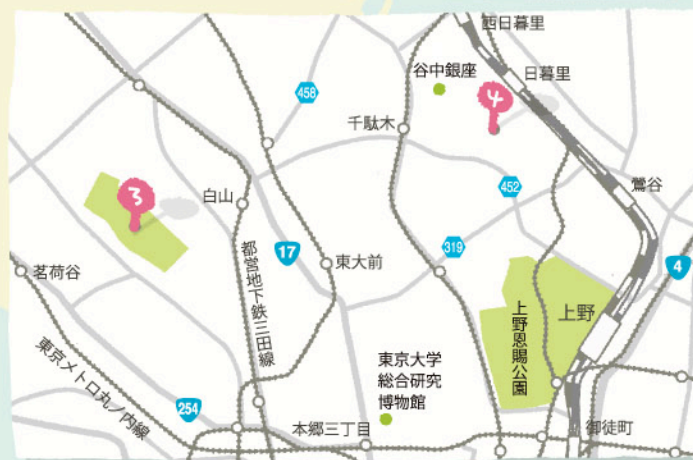 西日暮里
日暮里
谷中銀座
4
458
千駄木
3
白山
452
鶯谷
都営地下鉄三田線
17
東大前
319
4
茗荷谷
上野
上野恩賜公園
東京メトロ丸ノ内線
東京大学
総合研究
博物館
254
本郷三丁目
御徒町